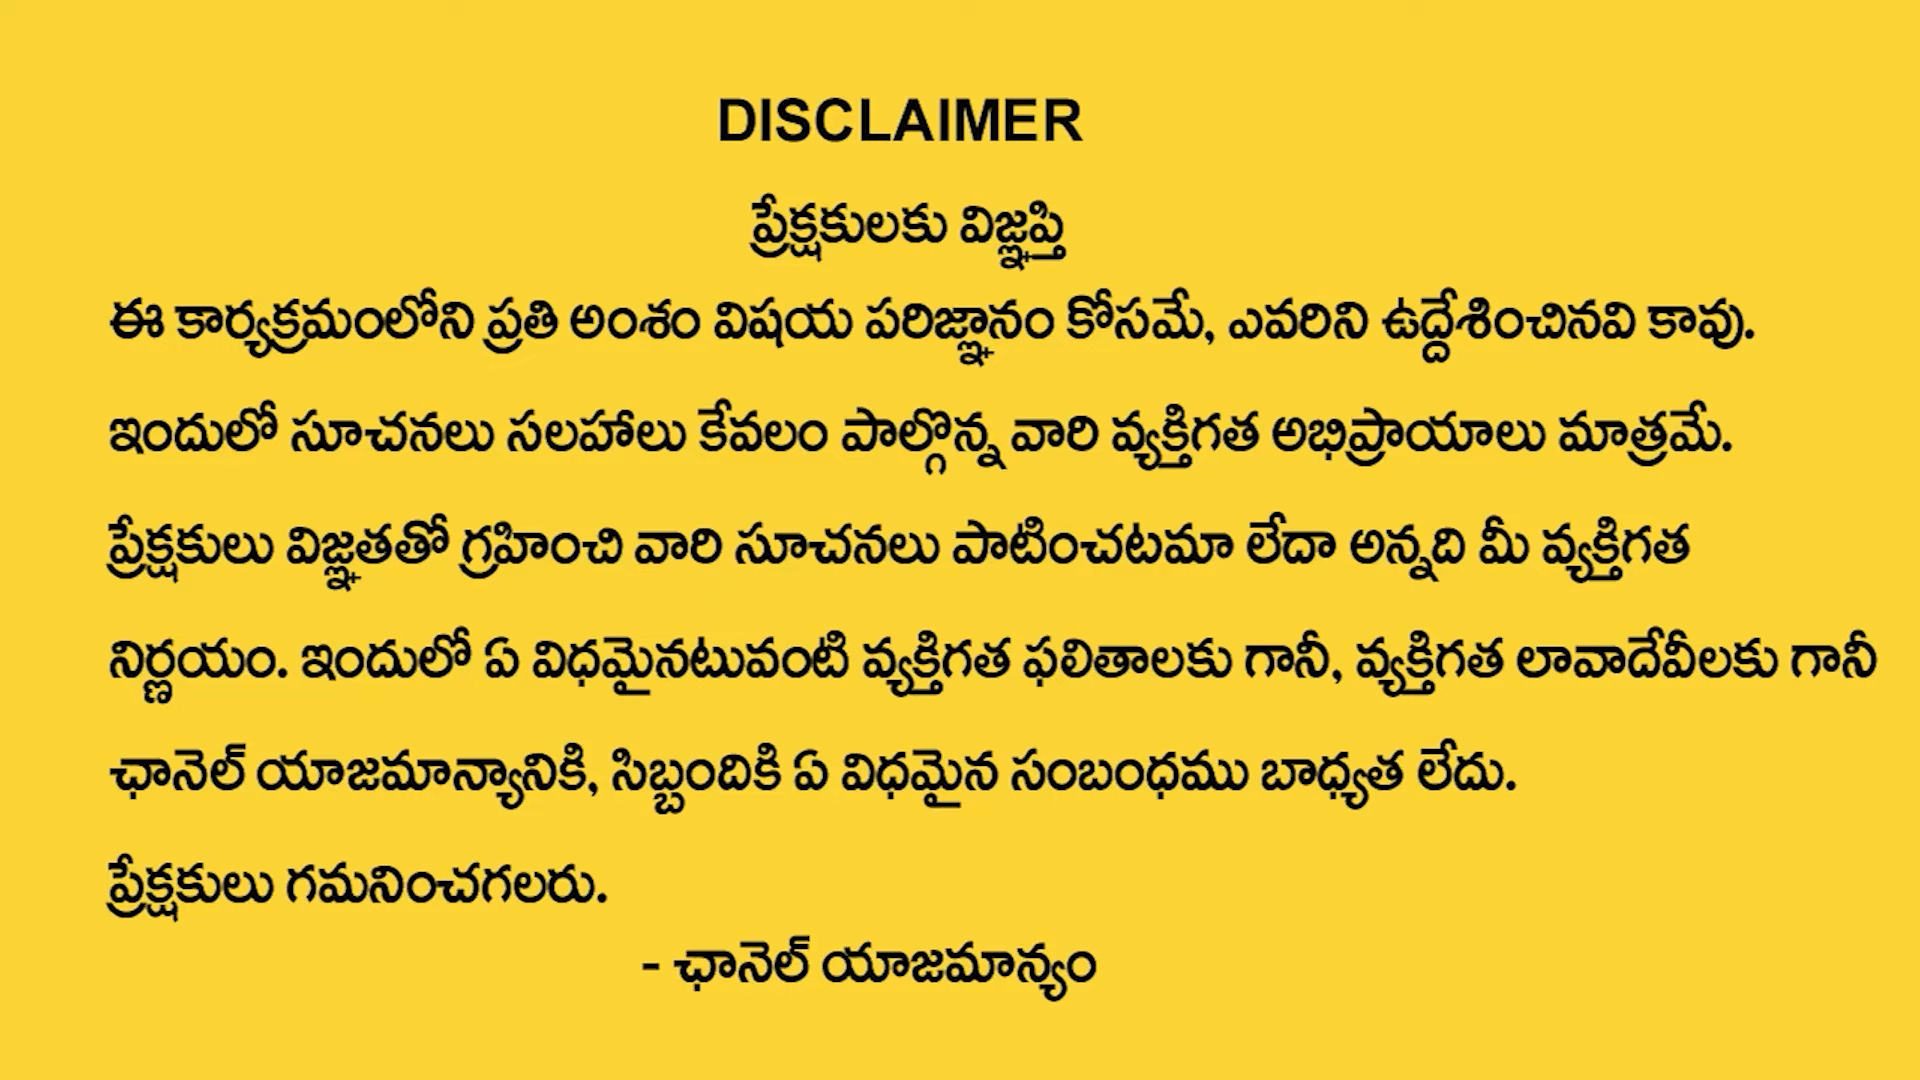 DISCLAIMER
ప్రేక్షకులకు విజ్ఞప్తి
ఈ కార్యక్రమంలోని ప్రతి అంశం విషయ పరిజ్ఞానం కోసమే, ఎవరిని ఉద్దేశించినవి కావు.
ఇందులో సూచనలు సలహాలు కేవలం పాల్గొన్న వారి వ్యక్తిగత అభిప్రాయాలు మాత్రమే.
ప్రేక్షకులు విజ్ఞతతో గ్రహించి వారి సూచనలు పాటించటమా లేదా అన్నది మీ వ్యక్తిగత
నిర్ణయం. ఇందులో ఏ విధమైనటువంటి వ్యక్తిగత ఫలితాలకు గానీ, వ్యక్తిగత లావాదేవీలకు గానీ
ఛానెల్ యాజమాన్యానికి, సిబ్బందికి ఏ విధమైన సంబంధము బాధ్యత లేదు.
ప్రేక్షకులు గమనించగలరు.
- ఛానెల్ యాజమాన్యం